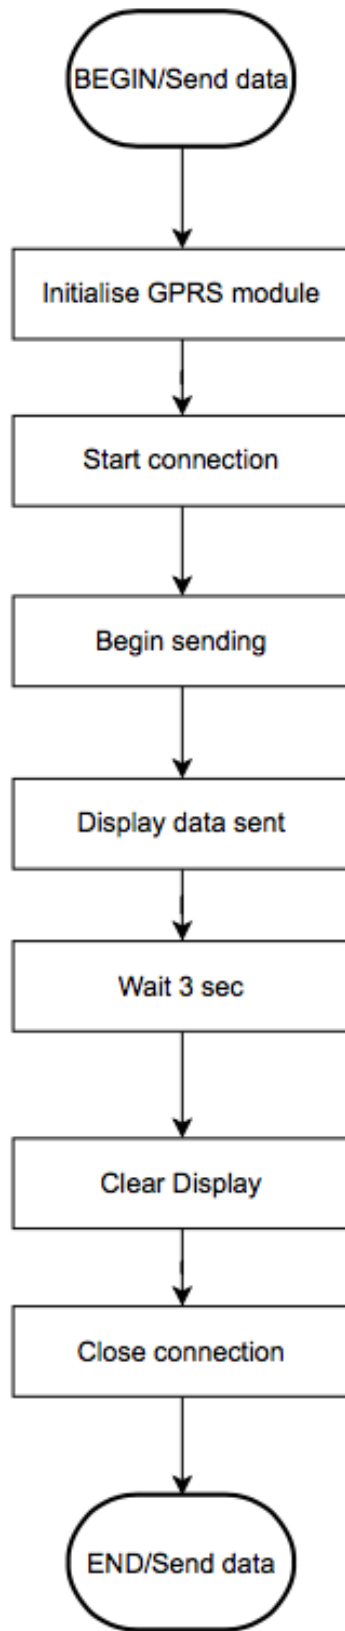 BEGIN/Send data
Initialise GPRS module
Start connection
Begin sending
Display data sent
Wait 3 sec
Clear Display
Close connection
END/Send data